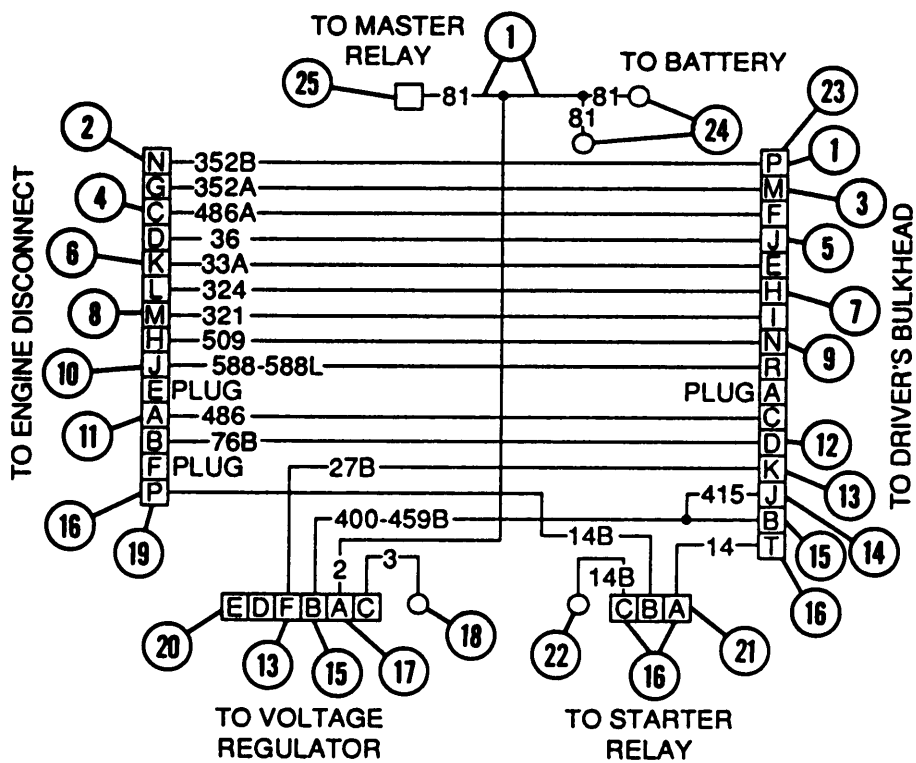 TO MASTER
RELAY
1
TO BATTERY
25
81
81
81
24
23
2
1
N 352B P
G 352A M
3
4
C 486A F
D 36 J
5
6
K 33A E
L 324 H
7
8
M 321 I
H 509 N
9
10
J 588-588L R
E PLUG PLUG A
11
A 486 C
B 76B D
12
F PLUG 27B K
13
16
P 415 J
14
19
400-459B B
15
14B 14 T
16
TO ENGINE DISCONNECT
TO DRIVER'S BULKHEAD
2 3
14B
E D F B A C
C B A
20
13
15
17
18
22
16
21
TO VOLTAGE
REGULATOR
TO STARTER
RELAY